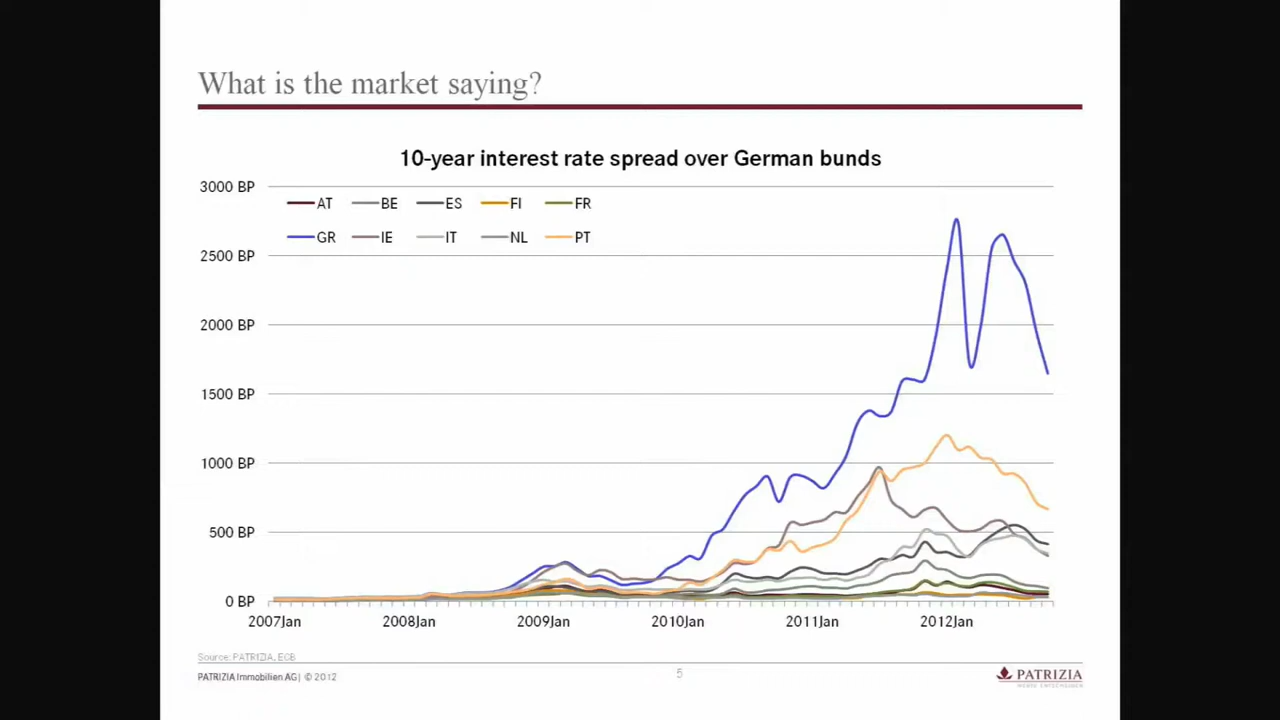 What is the market saying?
10-year interest rate spread over German bunds
3000 BP
AT BE ES FI FR
GR IE IT NL PT
2500 BP
2000 BP
1500 BP
1000 BP
500 BP
0 BP
2007Jan 2008Jan 2009Jan 2010Jan 2011Jan 2012Jan
Source: PATRIZIA, ECB
PATRIZIA Immobilien AG | © 2012
5
PATRIZIA